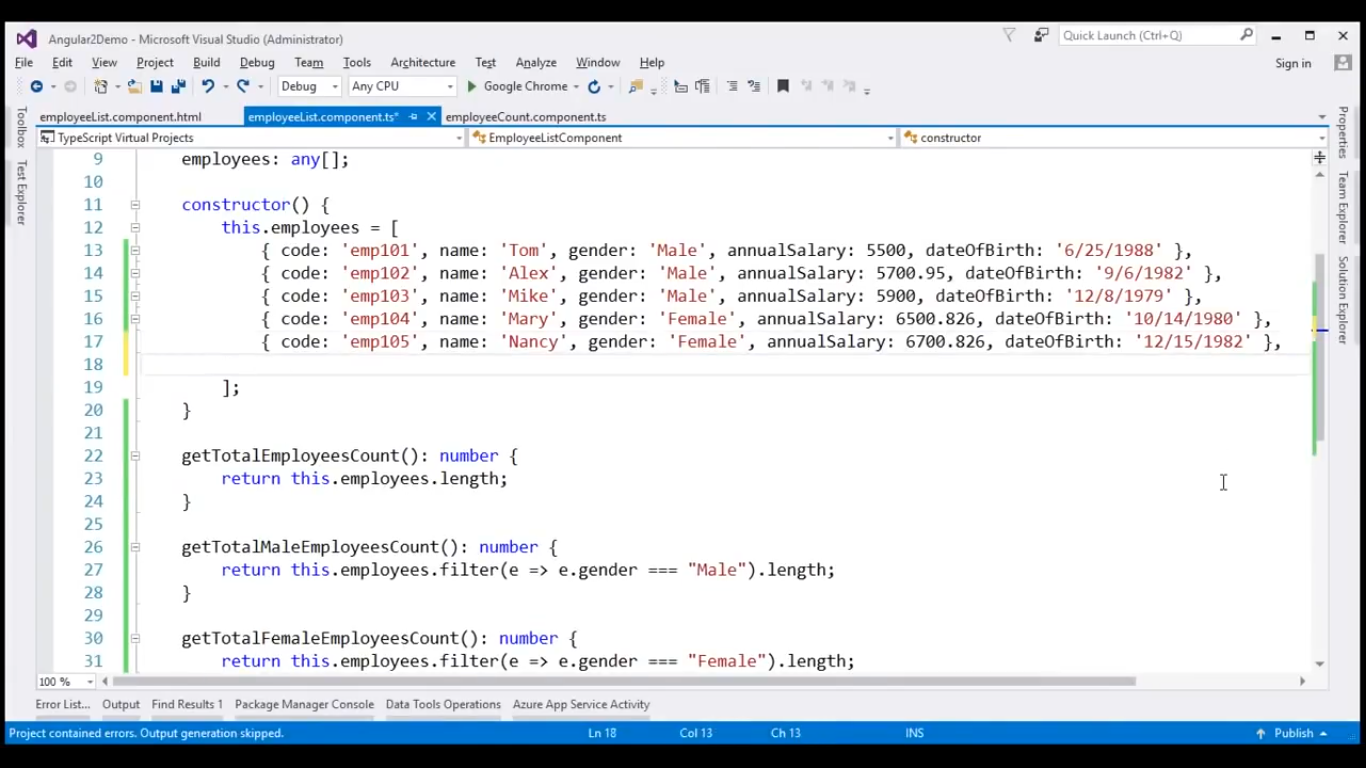 Angular2Demo - Microsoft Visual Studio (Administrator) Quick Launch (Ctrl+Q)
File Edit View Project Build Debug Team Tools Architecture Test Analyze Window Help Sign in
Debug Any CPU Google Chrome
employeeList.component.html employeeList.component.ts* employeeCount.component.ts
TypeScript Virtual Projects EmployeeListComponent constructor
Toolbox
Test Explorer
9 employees: any[];
10
11 constructor() {
12 this.employees = [
13 { code: 'emp101', name: 'Tom', gender: 'Male', annualSalary: 5500, dateOfBirth: '6/25/1988' },
14 { code: 'emp102', name: 'Alex', gender: 'Male', annualSalary: 5700.95, dateOfBirth: '9/6/1982' },
15 { code: 'emp103', name: 'Mike', gender: 'Male', annualSalary: 5900, dateOfBirth: '12/8/1979' },
16 { code: 'emp104', name: 'Mary', gender: 'Female', annualSalary: 6500.826, dateOfBirth: '10/14/1980' },
17 { code: 'emp105', name: 'Nancy', gender: 'Female', annualSalary: 6700.826, dateOfBirth: '12/15/1982' },
18
19 ];
20 }
21
22 getTotalEmployeesCount(): number {
23 return this.employees.length;
24 }
25
26 getTotalMaleEmployeesCount(): number {
27 return this.employees.filter(e => e.gender === "Male").length;
28 }
29
30 getTotalFemaleEmployeesCount(): number {
31 return this.employees.filter(e => e.gender === "Female").length;
Properties
Team Explorer
Solution Explorer
100 %
Error List... Output Find Results 1 Package Manager Console Data Tools Operations Azure App Service Activity
Project contained errors. Output generation skipped. Ln 18 Col 13 Ch 13 INS Publish